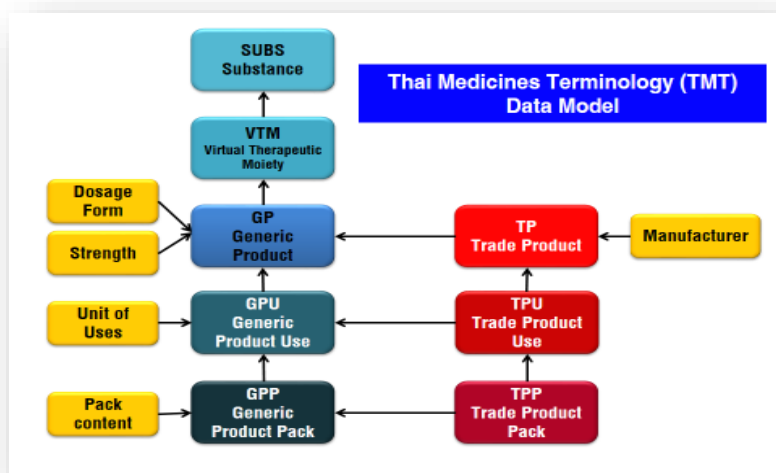 SUBS
Substance
Thai Medicines Terminology (TMT)
Data Model
VTM
Virtual Therapeutic
Moiety
Dosage
Form
Strength
GP
Generic
Product
TP
Trade Product
Manufacturer
Unit of
Uses
GPU
Generic
Product Use
TPU
Trade Product
Use
Pack
content
GPP
Generic
Product Pack
TPP
Trade Product
Pack